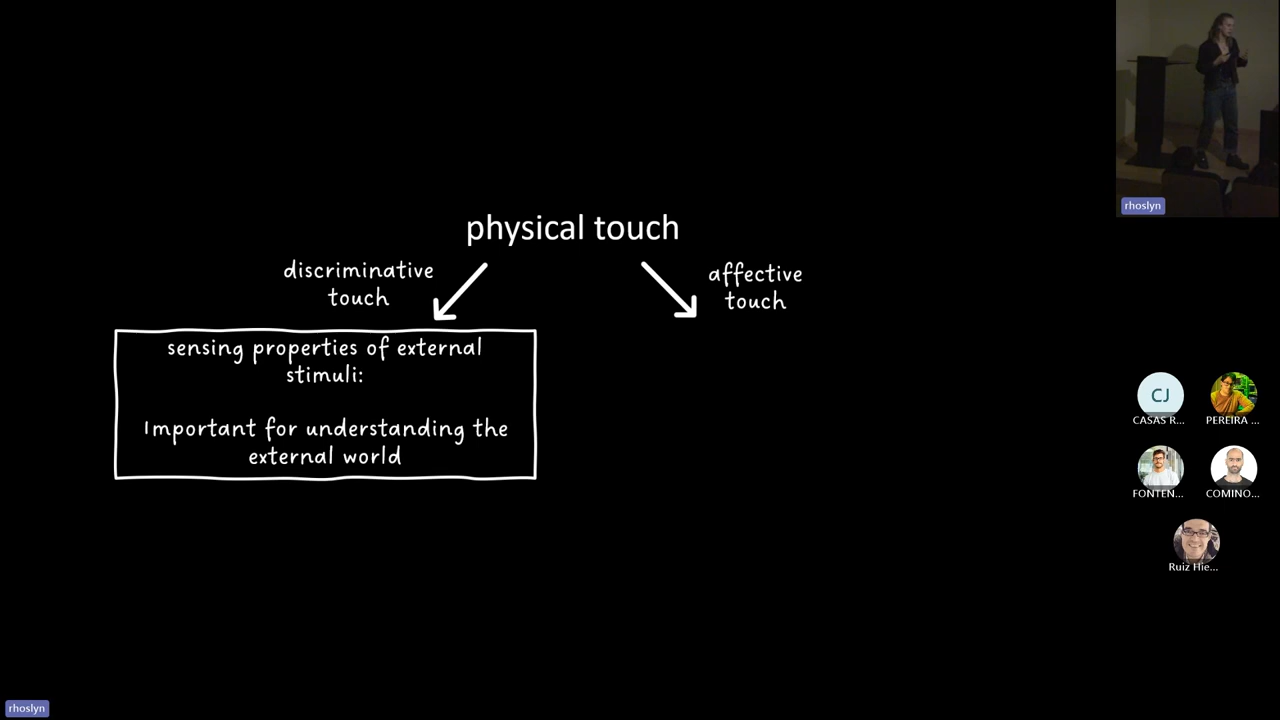 physical touch
discriminative
touch
affective
touch
sensing properties of external
stimuli:
Important for understanding the
external world
rhoslyn
CJ
CASAS R...
PEREIRA ...
FONTEN...
COMINO...
Ruiz Hie...
rhoslyn